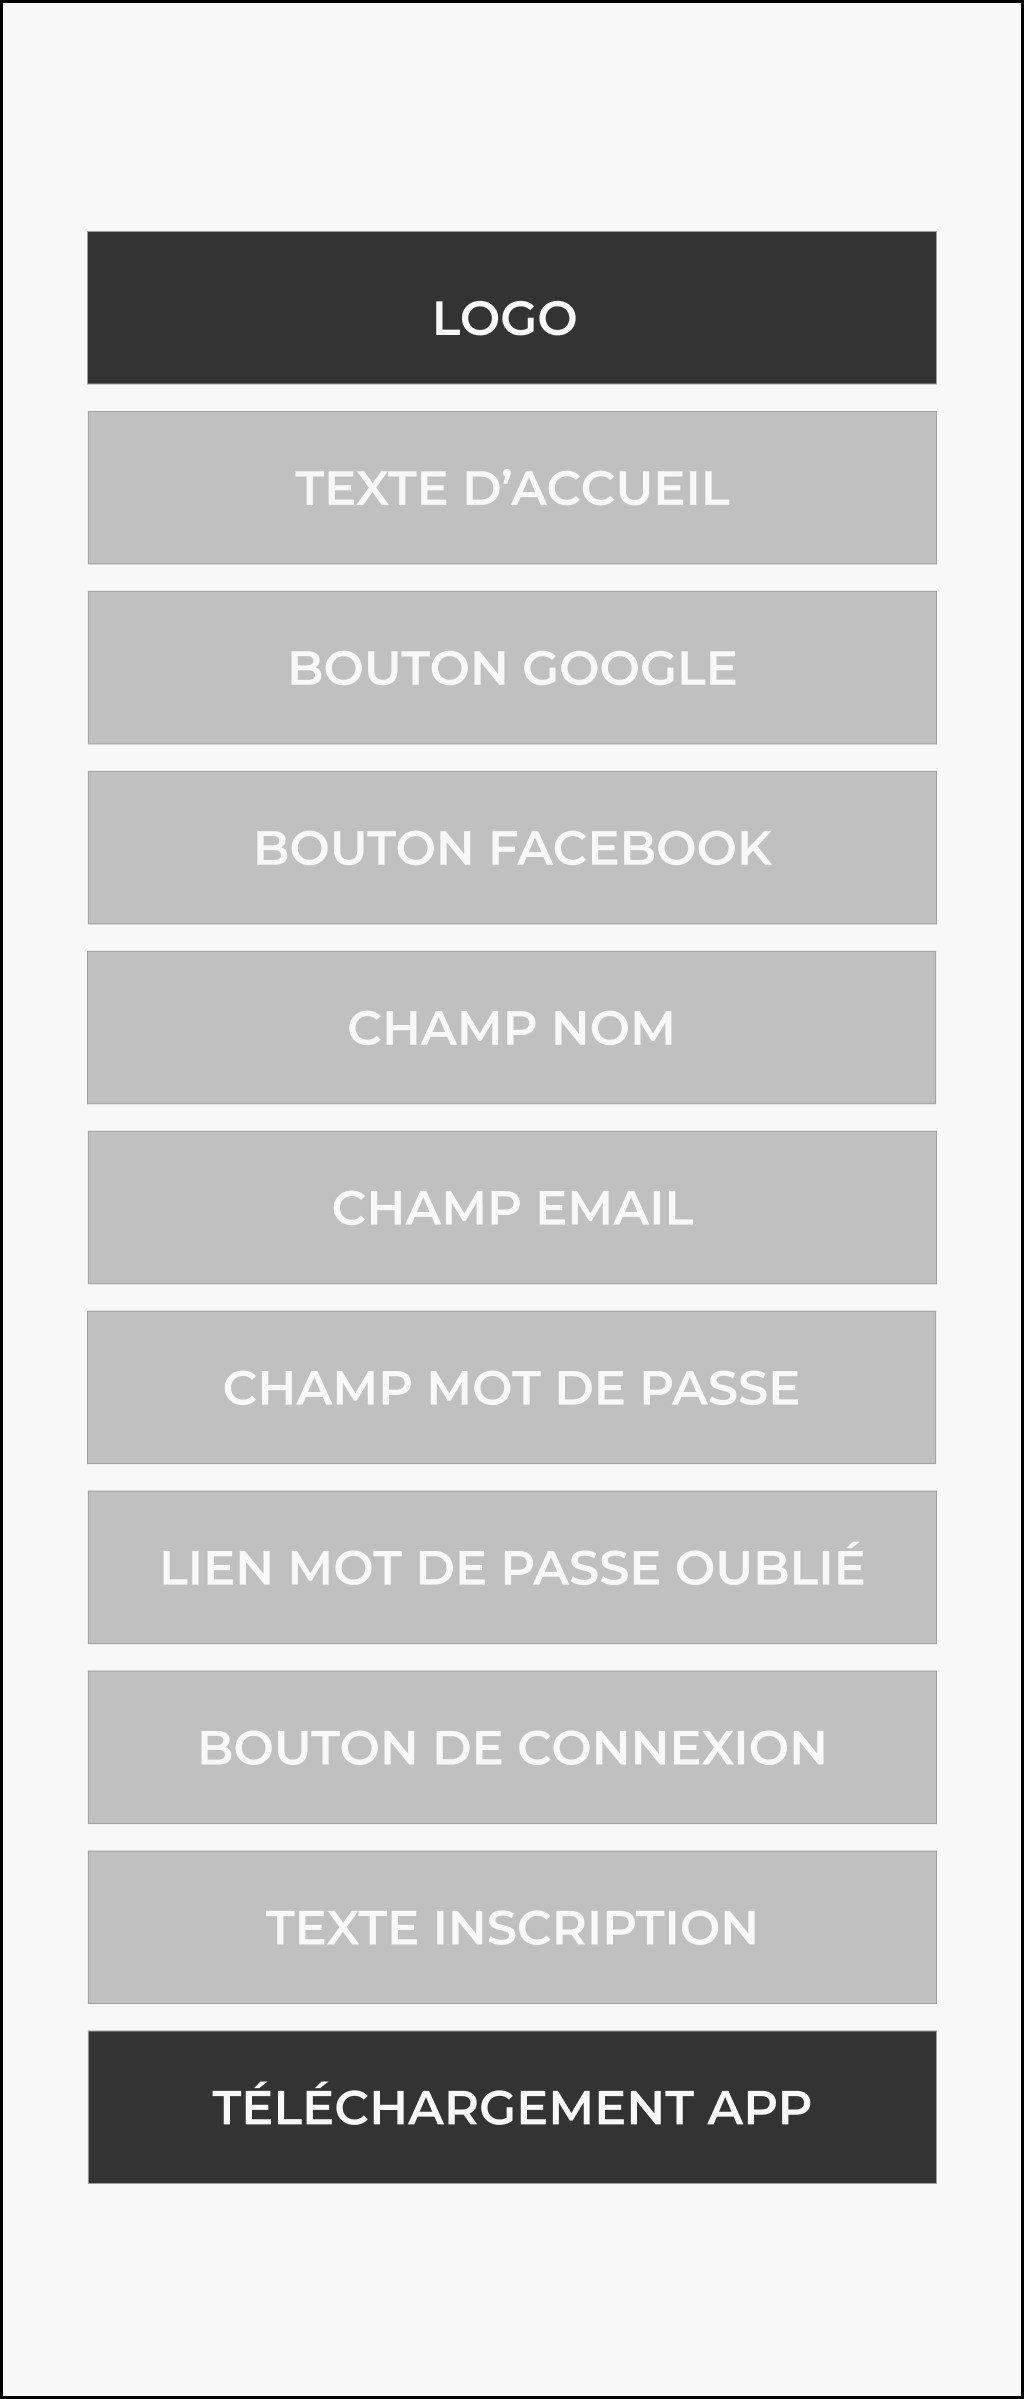 LOGO
TEXTE D’ACCUEIL
BOUTON GOOGLE
BOUTON FACEBOOK
CHAMP NOM
CHAMP EMAIL
CHAMP MOT DE PASSE
LIEN MOT DE PASSE OUBLIÉ
BOUTON DE CONNEXION
TEXTE INSCRIPTION
TÉLÉCHARGEMENT APP